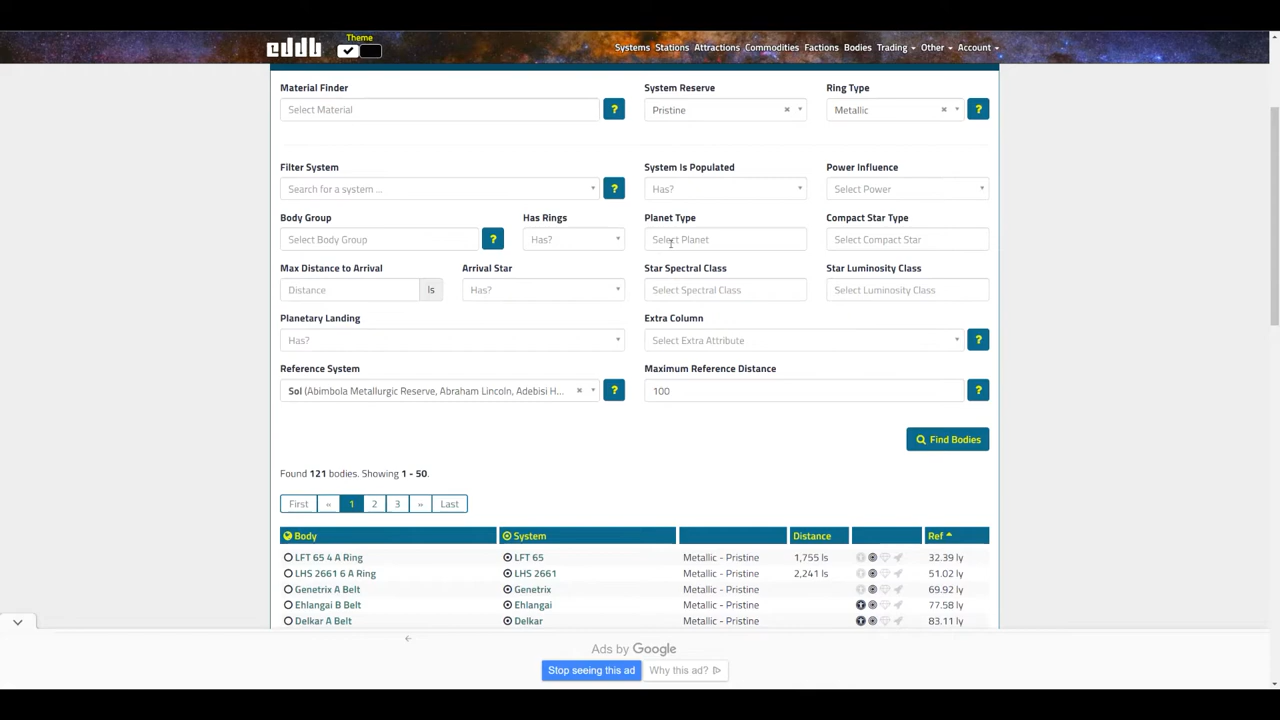 eddb
Theme
Systems Stations Attractions Commodities Factions Bodies Trading Other Account
Material Finder System Reserve Ring Type
Select Material ? Pristine × Metallic × ?
Filter System System Is Populated Power Influence
Search for a system ... ? Has? Select Power
Body Group Has Rings Planet Type Compact Star Type
Select Body Group ? Has? Select Planet Select Compact Star
Max Distance to Arrival Arrival Star Star Spectral Class Star Luminosity Class
Distance ls Has? Select Spectral Class Select Luminosity Class
Planetary Landing Extra Column
Has? Select Extra Attribute ?
Reference System Maximum Reference Distance
Sol (Abimbola Metallurgic Reserve, Abraham Lincoln, Adebisi H... × ? 100 ?
Find Bodies
Found 121 bodies. Showing 1 - 50.
First « 1 2 3 » Last
Body System Distance Ref
LFT 65 4 A Ring LFT 65 Metallic - Pristine 1,755 ls 32.39 ly
LHS 2661 6 A Ring LHS 2661 Metallic - Pristine 2,241 ls 51.02 ly
Genetrix A Belt Genetrix Metallic - Pristine 69.92 ly
Ehlangai B Belt Ehlangai Metallic - Pristine 77.58 ly
Delkar A Belt Delkar Metallic - Pristine 83.11 ly
Ads by Google
Stop seeing this ad Why this ad?